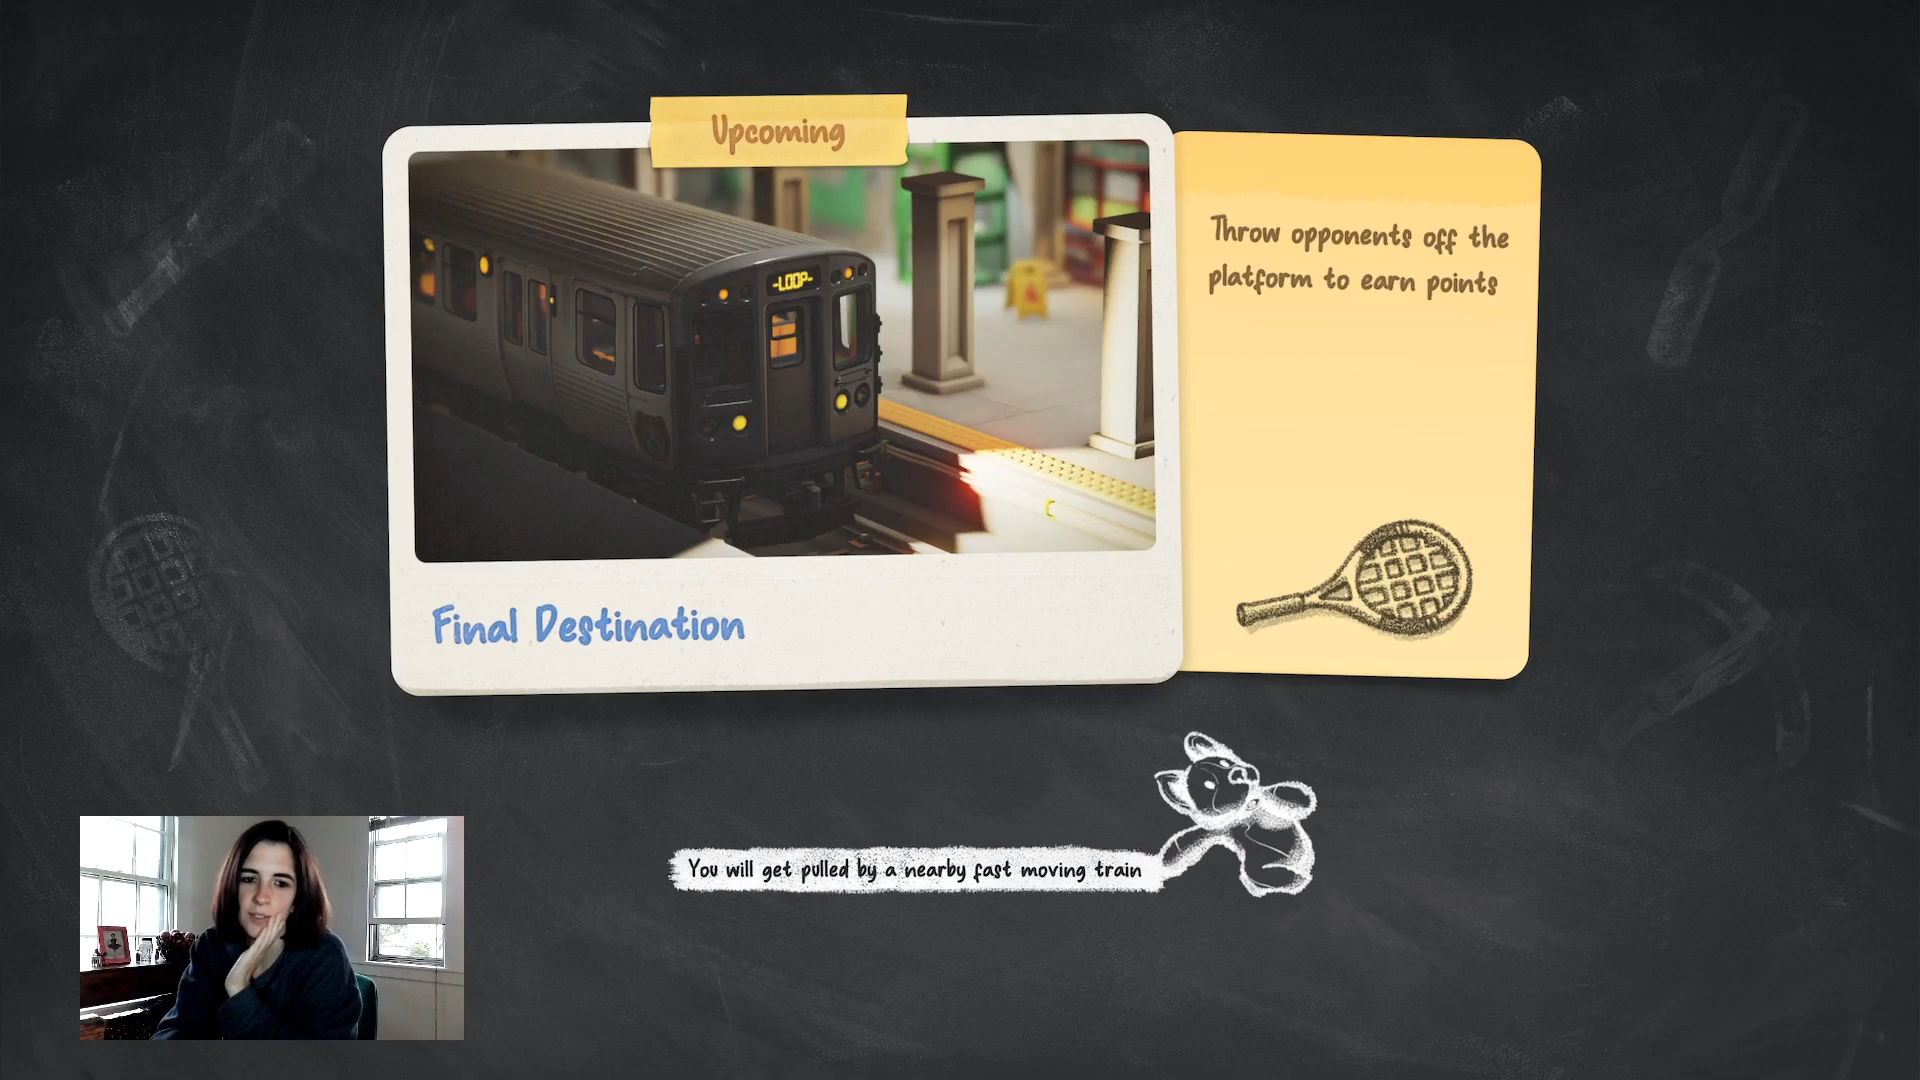 Upcoming
-LOOP-
Throw opponents off the
platform to earn points
Final Destination
You will get pulled by a nearby fast moving train